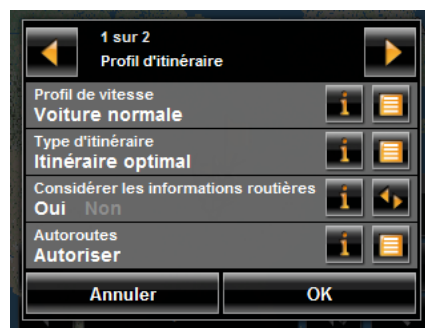 1 sur 2
Profil d'itinéraire
Profil de vitesse
Voiture normale
Type d'itinéraire
Itinéraire optimal
Considérer les informations routières
Oui Non
Autoroutes
Autoriser
Annuler OK